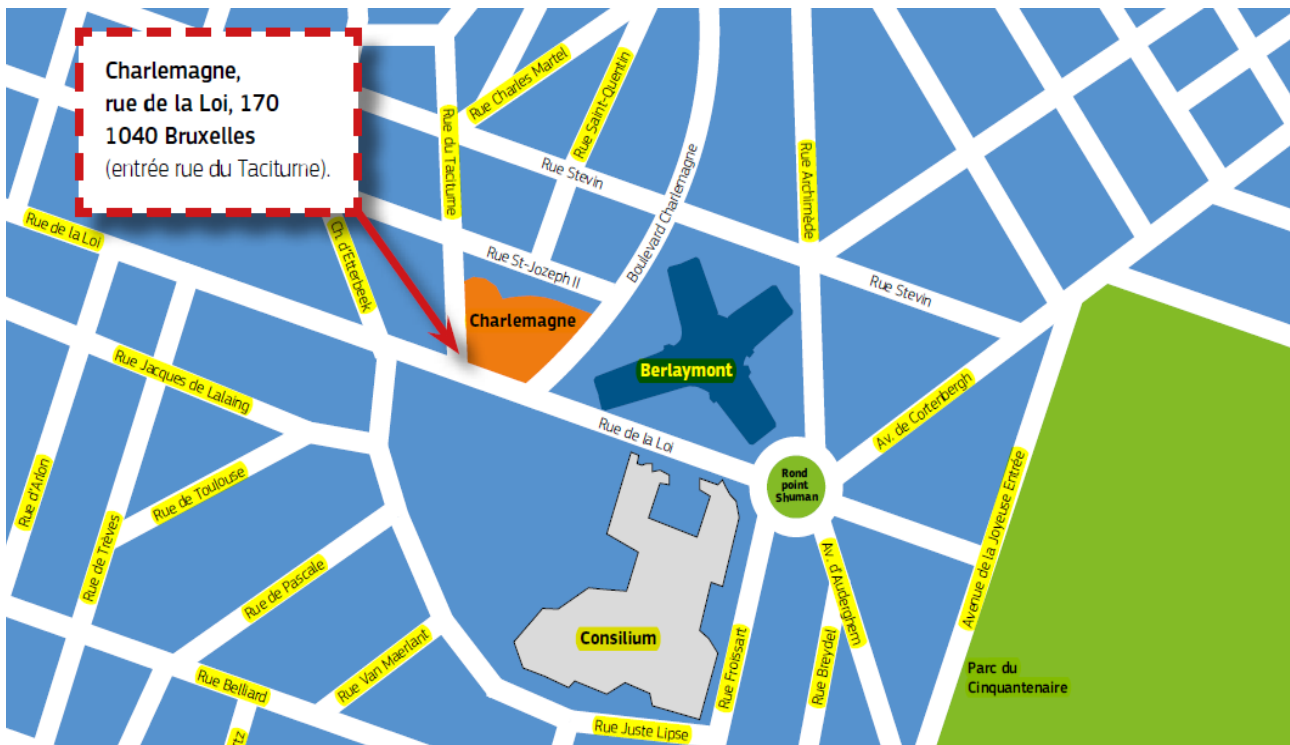 Charlemagne,
rue de la Loi, 170
1040 Bruxelles
(entrée rue du Taciturne).
Rue Charles Martel
Rue Saint-Quentin
Rue du Taciturne
Rue Stevin
Boulevard Charlemagne
Rue Archimède
Rue de la Loi
Ch. d'Etterbeek
Rue St-Jozeph II
Rue Stevin
Charlemagne
Berlaymont
Rue Jacques de Lalaing
Rue de la Loi
Av. de Cortenbergh
Rond
point
Shuman
Rue d'Arlon
Rue de Toulouse
Rue de Trèves
Avenue de la Joyeuse Entrée
Rue de Pascale
Av. d'Auderghem
Consilium
Rue Froissart
Rue Breydel
Rue Van Maerlant
Parc du
Cinquantenaire
Rue Belliard
Rue Juste Lipse
tz